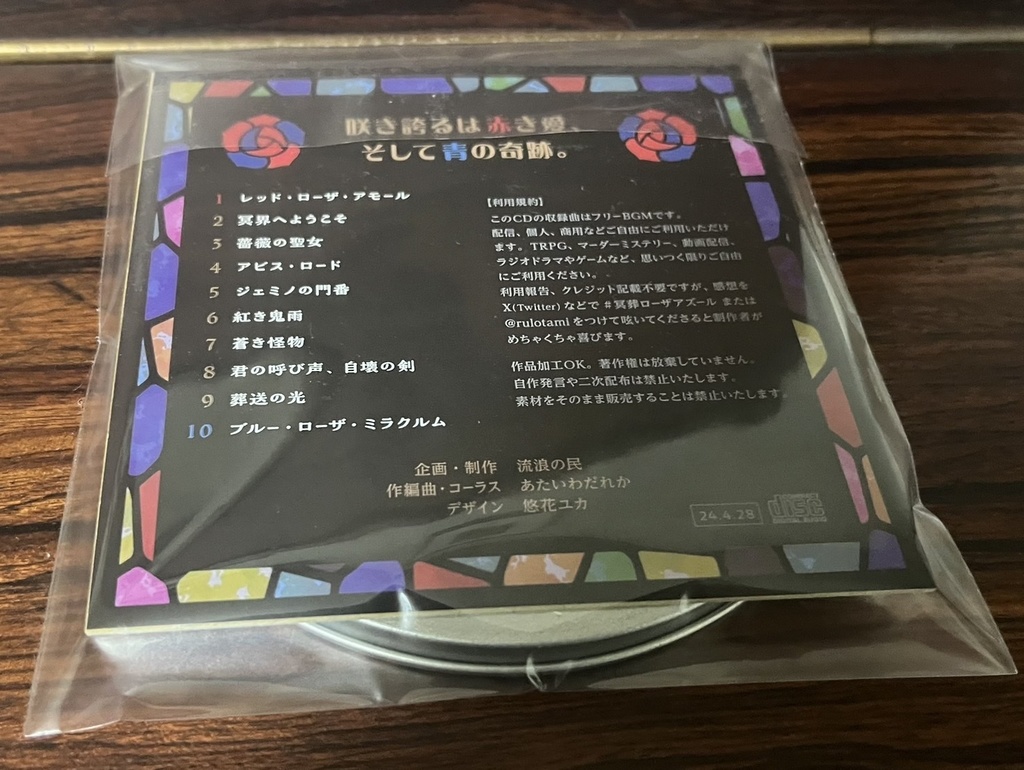 咲き誇るは赤き愛、
そして青の奇跡。
1 レッド・ローザ・アモール
2 冥界へようこそ
3 薔薇の聖女
4 アビス・ロード
5 ジェミノの門番
6 紅き鬼雨
7 蒼き怪物
8 君の呼び声、自壊の剣
9 葬送の光
10 ブルー・ローザ・ミラクルム
【利用規約】
このCDの収録曲はフリーBGMです。
配信、個人、商用などご自由にご利用いただけ
ます。TRPG、マーダーミステリー、動画配信、
ラジオドラマやゲームなど、思いつく限りご自由
にご利用ください。
利用報告、クレジット記載不要ですが、感想を
X(Twitter)などで #冥葬ローザアズール または
@rulotami をつけて呟いてくださると制作者が
めちゃくちゃ喜びます。
作品加工OK。著作権は放棄していません。
自作発言や二次配布は禁止いたします。
素材をそのまま販売することは禁止いたします。
企画・制作 流浪の民
作編曲・コーラス あたいわだれか
デザイン 悠花ユカ
24.4.28
COMPACT
disc
DIGITAL AUDIO